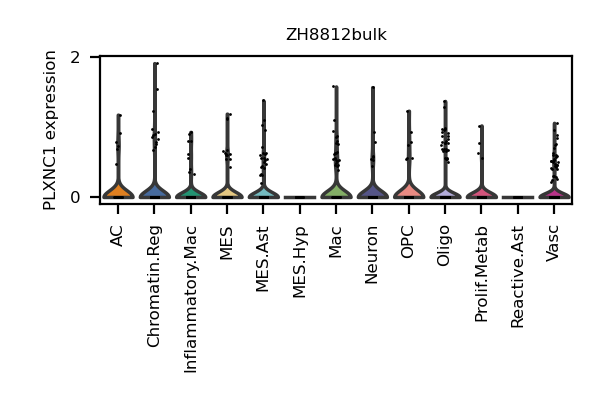 ZH8812bulk
PLXNC1 expression
2
0
AC
Chromatin.Reg
Inflammatory.Mac
MES
MES.Ast
MES.Hyp
Mac
Neuron
OPC
Oligo
Prolif.Metab
Reactive.Ast
Vasc